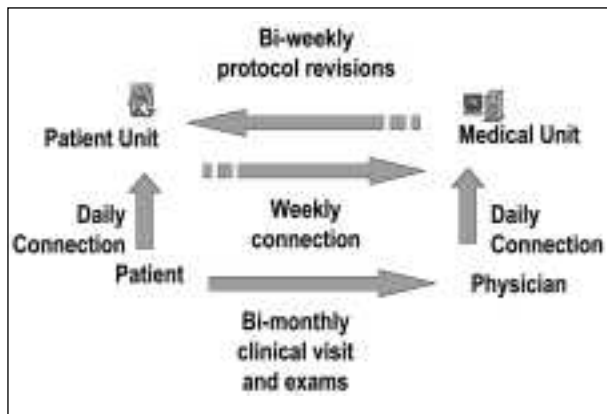 Bi-weekly
protocol revisions
Patient Unit
Medical Unit
Daily
Connection
Weekly
connection
Daily
Connection
Patient
Physician
Bi-monthly
clinical visit
and exams